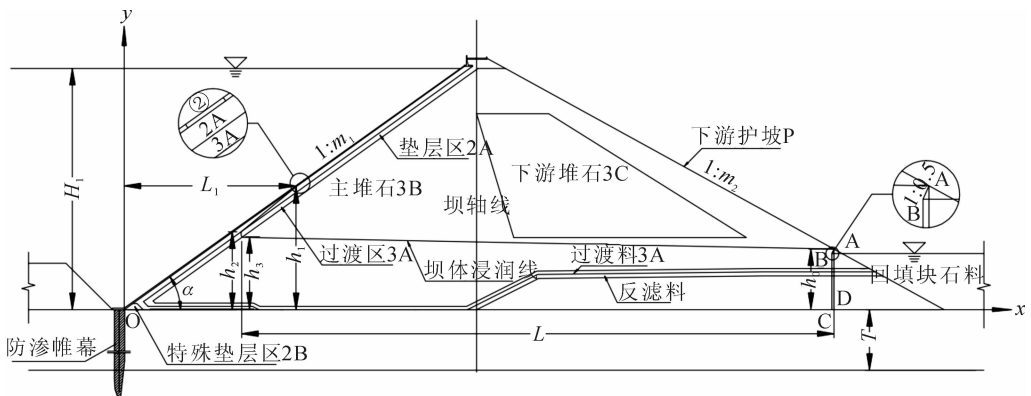 y
②
2A
3A
1:m₁
垫层区2A
下游护坡P
H₁
L₁
主堆石3B
下游堆石3C
1:m₂
1:0.5
A
B
坝轴线
过渡区3A
h₂
h₃
h₁
坝体浸润线
过渡料3A
反滤料
A
B
回填块石料
α
D
O
C
x
L
T
防渗帷幕
特殊垫层区2B